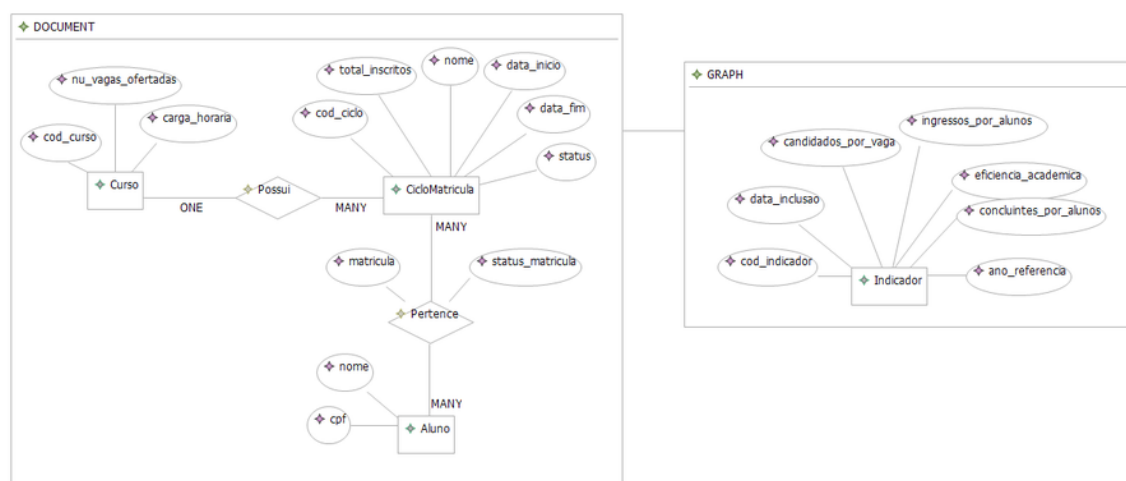 DOCUMENT
nu_vagas_ofertadas
cod_curso
carga_horaria
Curso
ONE
Possui
MANY
total_inscritos
nome
data_inicio
cod_ciclo
data_fim
status
CicloMatricula
MANY
matricula
status_matricula
Pertence
MANY
nome
cpf
Aluno
GRAPH
ingressos_por_alunos
candidados_por_vaga
eficiencia_academica
data_inclusao
concluintes_por_alunos
cod_indicador
ano_referencia
Indicador